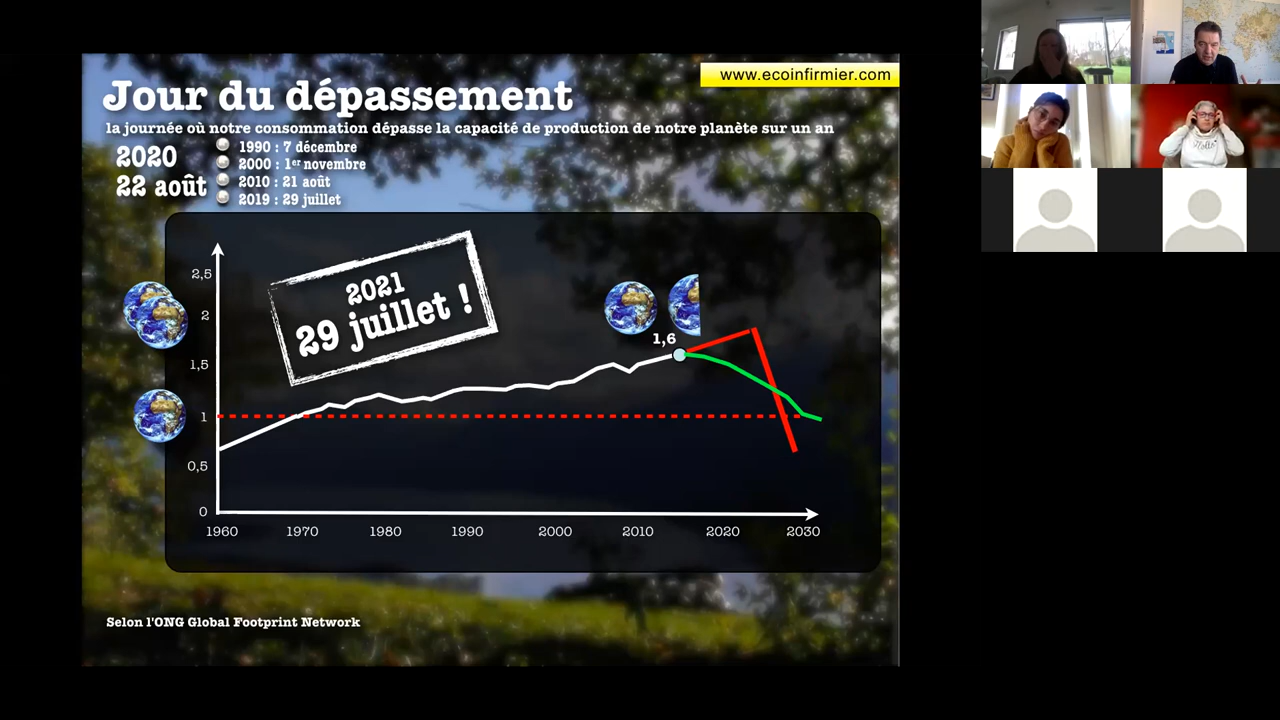 www.ecoinfirmier.com
Jour du dépassement
la journée où notre consommation dépasse la capacité de production de notre planète sur un an
2020
22 août
1990 : 7 décembre
2000 : 1er novembre
2010 : 21 août
2019 : 29 juillet
2021
29 juillet !
2,5
2
1,5
1
0,5
0
1,6
1960 1970 1980 1990 2000 2010 2020 2030
Selon l'ONG Global Footprint Network